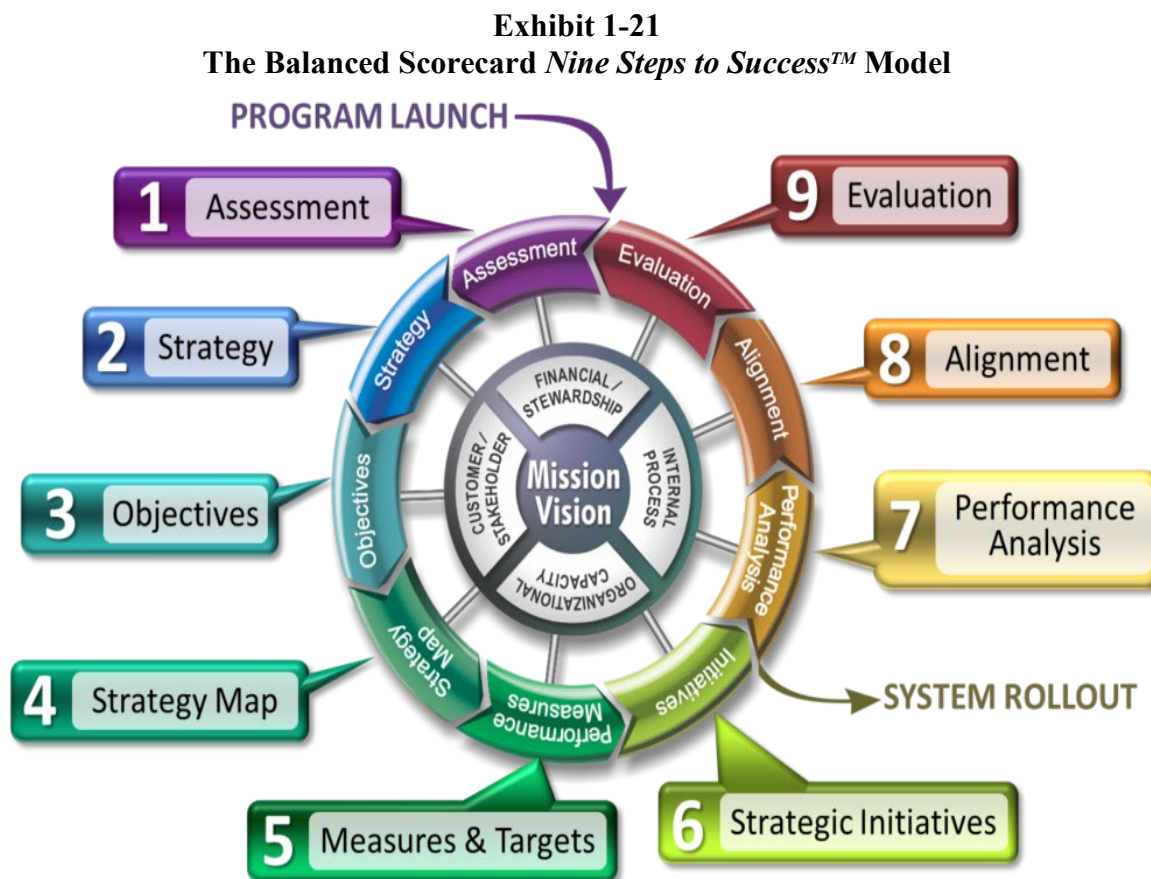 Exhibit 1-21
The Balanced Scorecard Nine Steps to Success™ Model
PROGRAM LAUNCH
1 Assessment
9 Evaluation
2 Strategy
8 Alignment
3 Objectives
7 Performance
Analysis
4 Strategy Map
SYSTEM ROLLOUT
5 Measures & Targets
6 Strategic Initiatives
Assessment
Strategy
Objectives
Strategy
Map
Performance
Measures
Initiatives
Performance
Analysis
Alignment
Evaluation
FINANCIAL /
STEWARDSHIP
CUSTOMER /
STAKEHOLDER
INTERNAL
PROCESS
ORGANIZATIONAL
CAPACITY
Mission
Vision